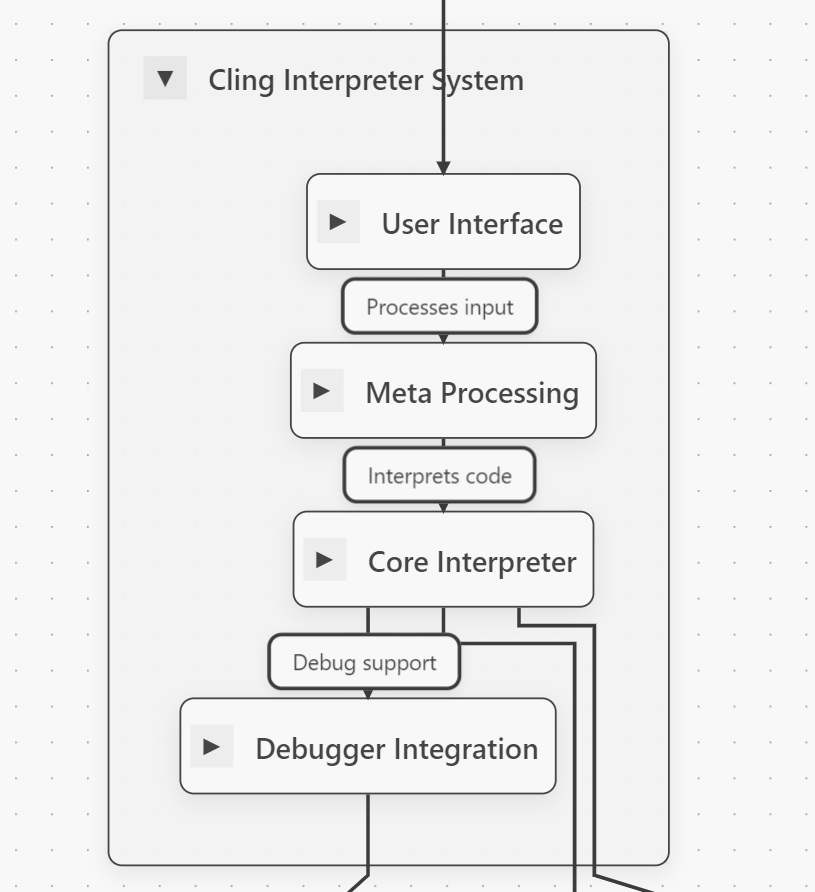 Cling Interpreter System
User Interface
Processes input
Meta Processing
Interprets code
Core Interpreter
Debug support
Debugger Integration